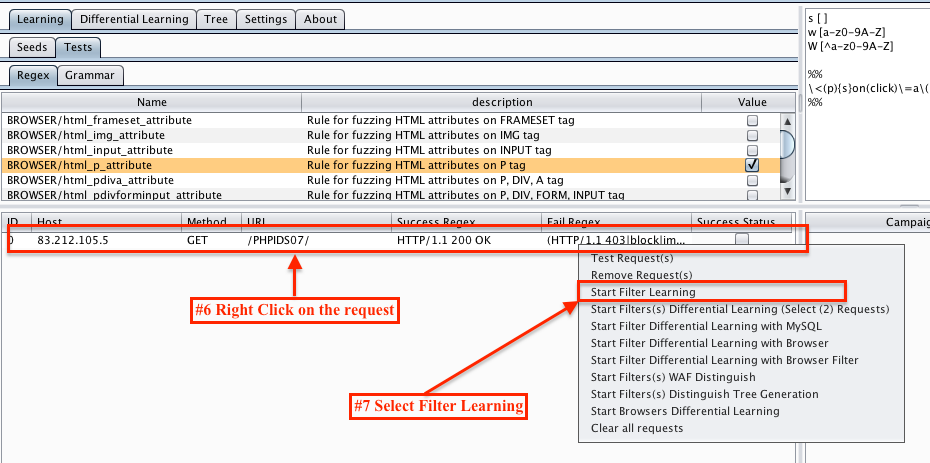 Learning Differential Learning Tree Settings About
Seeds Tests
Regex Grammar
Name description Value
BROWSER/html_frameset_attribute Rule for fuzzing HTML attributes on FRAMESET tag
BROWSER/html_img_attribute Rule for fuzzing HTML attributes on IMG tag
BROWSER/html_input_attribute Rule for fuzzing HTML attributes on INPUT tag
BROWSER/html_p_attribute Rule for fuzzing HTML attributes on P tag
BROWSER/html_pdiva_attribute Rule for fuzzing HTML attributes on P, DIV, A tag
BROWSER/html_pdivforminput_attribute Rule for fuzzing HTML attributes on P, DIV, FORM, INPUT tag
s [ ]
w [a-z0-9A-Z]
W [^a-z0-9A-Z]
%%
\<(p){s}on(click)\=a\(
%%
ID Host Method URL Success Regex Fail Regex Success Status Campaig
0 83.212.105.5 GET /PHPIDS07/ HTTP/1.1 200 OK (HTTP/1.1 403|block|im...
Test Request(s)
Remove Request(s)
Start Filter Learning
Start Filters(s) Differential Learning (Select (2) Requests)
Start Filter Differential Learning with MySQL
Start Filter Differential Learning with Browser
Start Filter Differential Learning with Browser Filter
Start Filters(s) WAF Distinguish
Start Filters(s) Distinguish Tree Generation
Start Browsers Differential Learning
Clear all requests
#6 Right Click on the request
#7 Select Filter Learning